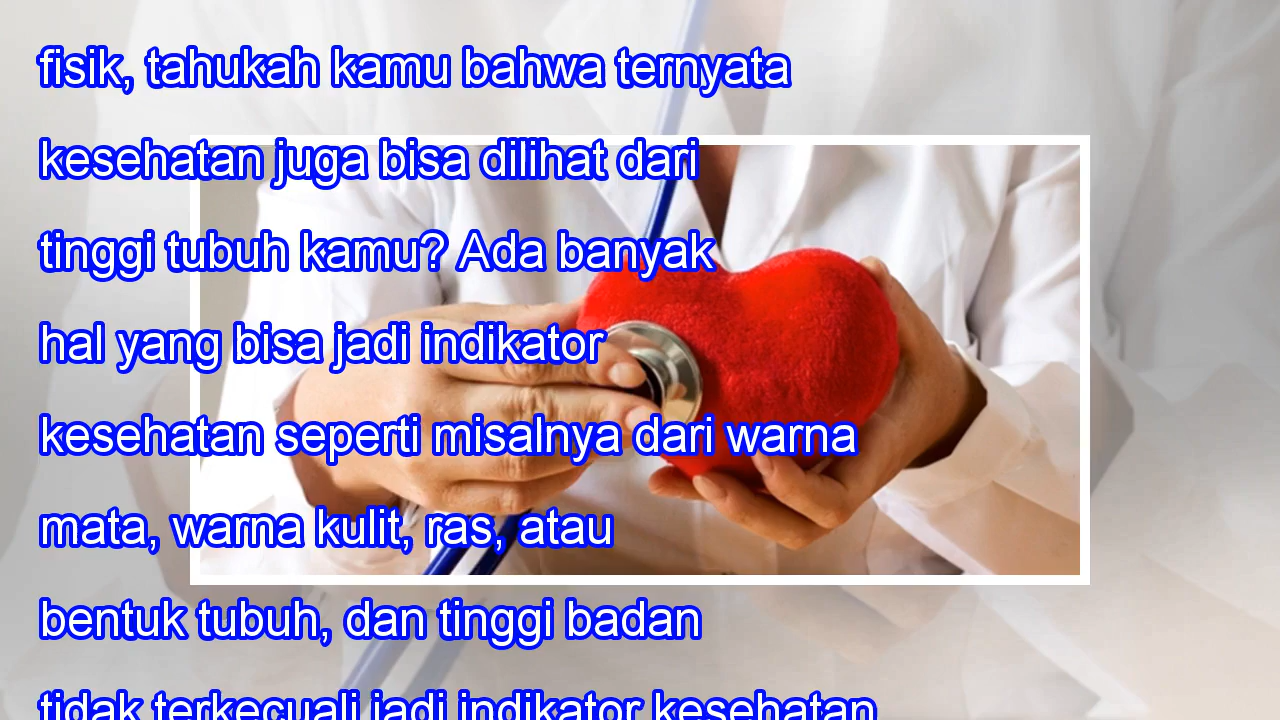 fisik, tahukah kamu bahwa ternyata
kesehatan juga bisa dilihat dari
tinggi tubuh kamu? Ada banyak
hal yang bisa jadi indikator
kesehatan seperti misalnya dari warna
mata, warna kulit, ras, atau
bentuk tubuh, dan tinggi badan
tidak terkecuali jadi indikator kesehatan